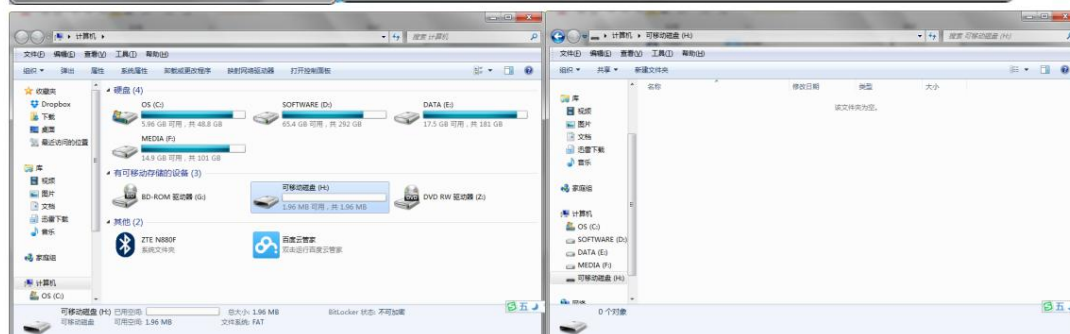 计算机
搜索 计算机
文件(F) 编辑(E) 查看(V) 工具(T) 帮助(H)
组织 弹出 属性 系统属性 卸载或更改程序 映射网络驱动器 打开控制面板
收藏夹
Dropbox
下载
桌面
最近访问的位置
库
视频
图片
文档
迅雷下载
音乐
家庭组
计算机
OS (C:)
硬盘 (4)
OS (C:)
5.96 GB 可用，共 48.8 GB
SOFTWARE (D:)
65.4 GB 可用，共 292 GB
DATA (E:)
17.5 GB 可用，共 181 GB
MEDIA (F:)
14.9 GB 可用，共 101 GB
有可移动存储的设备 (3)
BD-ROM 驱动器 (G:)
可移动磁盘 (H:)
1.96 MB 可用，共 1.96 MB
DVD RW 驱动器 (Z:)
其他 (2)
ZTE N880F
系统文件夹
百度云管家
双击运行百度云管家
可移动磁盘 (H:) 已用空间: 总大小: 1.96 MB BitLocker 状态: 不可加密
可移动磁盘 可用空间: 1.96 MB 文件系统: FAT
五
计算机 可移动磁盘 (H:)
搜索 可移动磁盘 (H:)
文件(F) 编辑(E) 查看(V) 工具(T) 帮助(H)
组织 共享 新建文件夹
名称 修改日期 类型 大小
该文件夹为空。
库
视频
图片
文档
迅雷下载
音乐
家庭组
计算机
OS (C:)
SOFTWARE (D:)
DATA (E:)
MEDIA (F:)
可移动磁盘 (H:)
网络
0 个对象
五